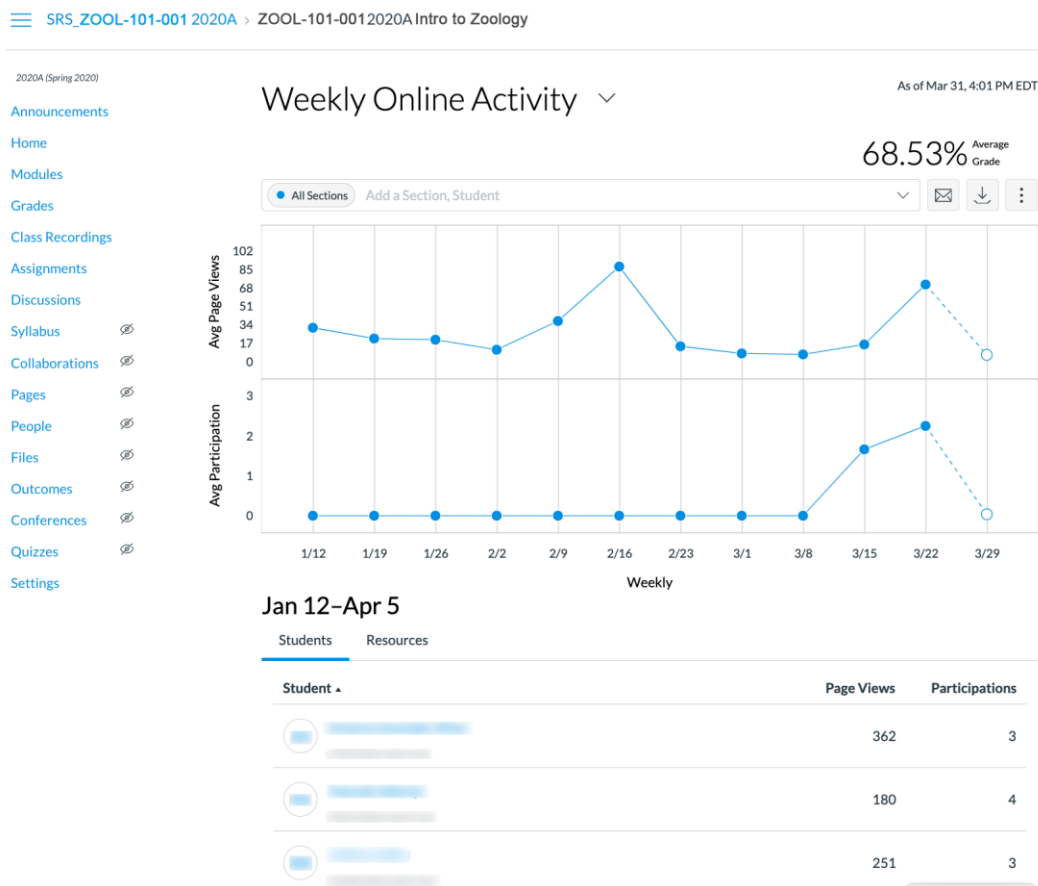 SRS_ZOOL-101-001 2020A > ZOOL-101-001 2020A Intro to Zoology
2020A (Spring 2020)
Announcements
Home
Modules
Grades
Class Recordings
Assignments
Discussions
Syllabus
Collaborations
Pages
People
Files
Outcomes
Conferences
Quizzes
Settings
Weekly Online Activity
As of Mar 31, 4:01 PM EDT
68.53% Average Grade
All Sections Add a Section, Student
Avg Page Views
102
85
68
51
34
17
0
Avg Participation
3
2
1
0
1/12 1/19 1/26 2/2 2/9 2/16 2/23 3/1 3/8 3/15 3/22 3/29
Weekly
Jan 12–Apr 5
Students Resources
Student Page Views Participations
362 3
180 4
251 3